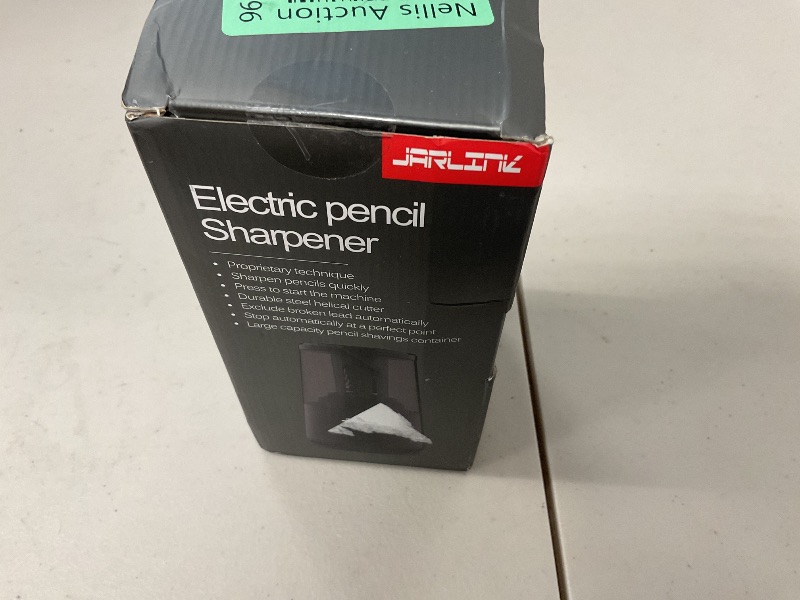 Nellis Auction
96
JARLINK
Electric pencil
Sharpener
• Proprietary technique
• Sharpen pencils quickly
• Press to start the machine
• Durable steel helical cutter
• Exclude broken lead automatically
• Stop automatically at a perfect point
• Large capacity pencil shavings container